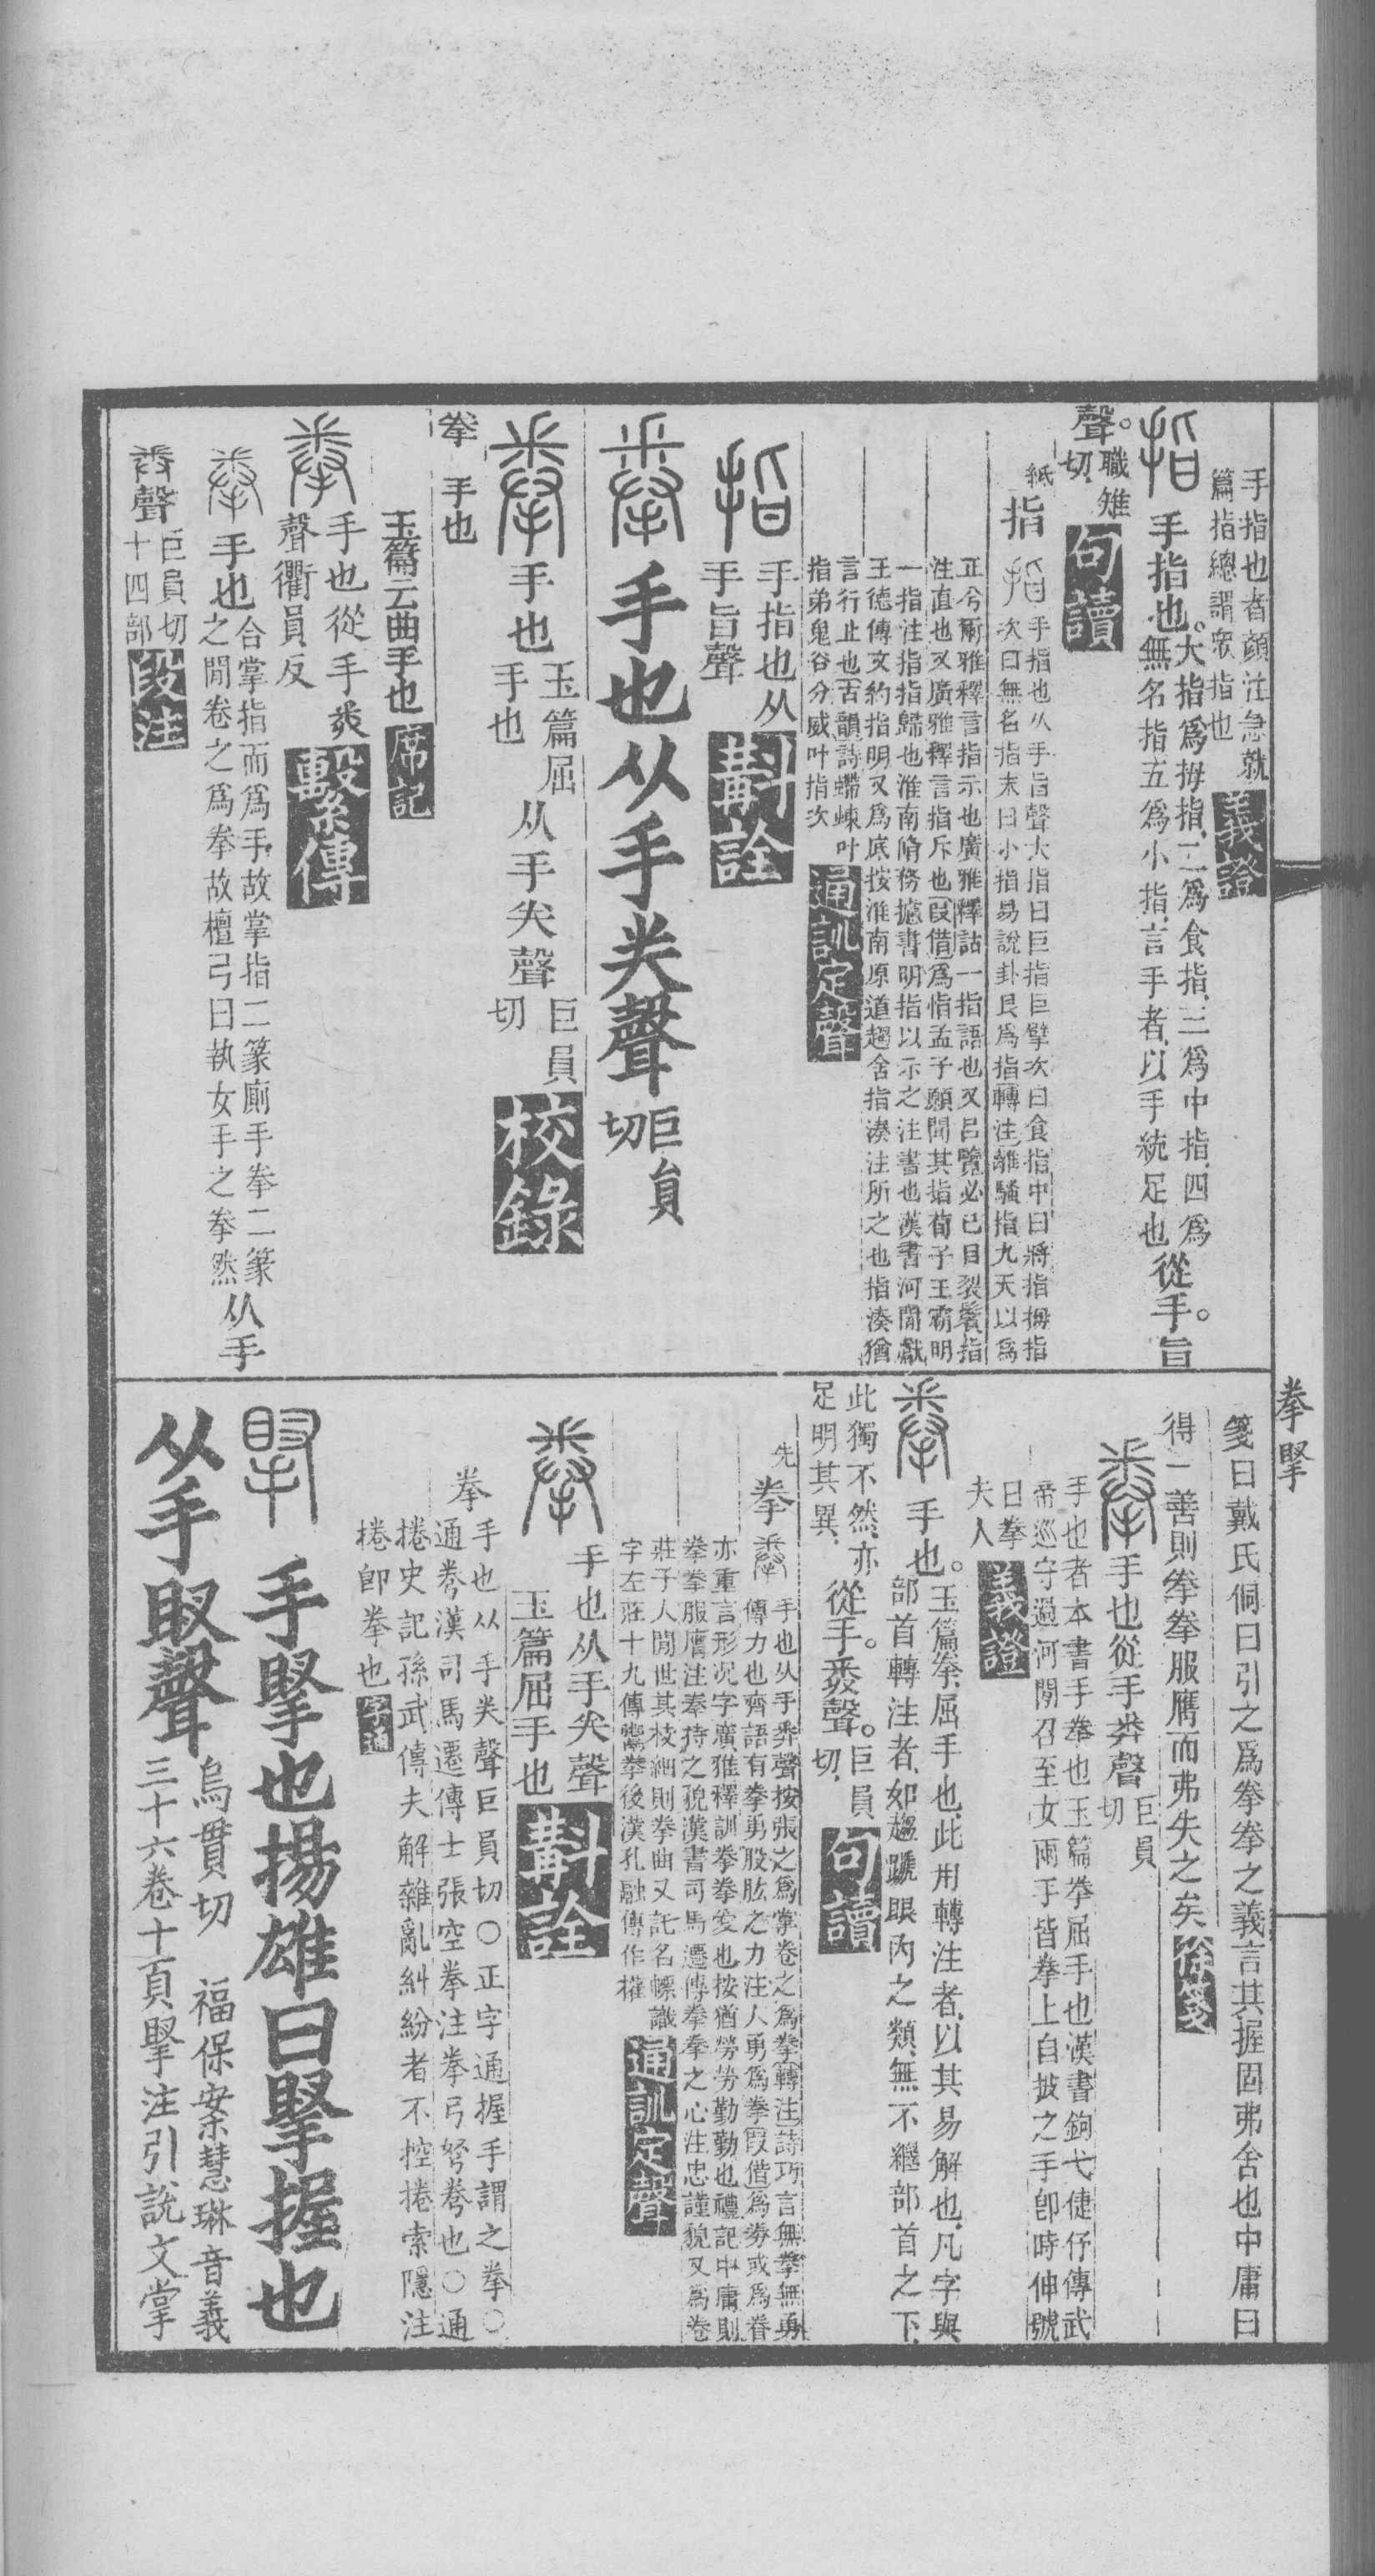 手指也者顏注急就
篇指總謂眾指也
義證
指
手指也。
大指爲拇指、二爲食指、三爲中指、四爲
無名指、五爲小指、言手者、以手統足也
從手。旨
聲。
職雉
切、
句讀
紙
指
手指也从手旨聲大指曰巨指巨擘次曰食指中曰將指拇指
次曰無名指末曰小指易說卦艮爲指轉注離騷指九天以爲
正兮爾雅釋言指示也廣雅釋詁一指語也又呂覽必已目裂鬢指
注直也又廣雅釋言指斥也叚借爲恉孟子願聞其指荀子王霸明
一指注指指歸也淮南脩務攄書明指以示之注書也漢書河閒獻
王德傳文約指明又爲底按淮南原道趨舍指湊注所之也指湊猶
言行止也古韻詩蝃蝀叶
指弟鬼谷分威叶指次
通訓定聲
指
手指也从
手旨聲
斠詮
拳
手也从手𠔉聲
巨員
切
拳
手也
玉篇屈
手也
从手𠔉聲
巨員
切
校錄
拳
手也
玉篇云曲手也
席記
拳
手也從手𠔉
聲衢員反
繫傳
拳
手也
合掌指而爲手、故掌指二篆廁手拳二篆
之閒卷之爲拳故檀弓曰執女手之拳然
从手
𠔉聲
巨員切
十四部
段注
拳掔
箋曰戴氏侗曰引之爲拳拳之義言其握固弗舍也中庸曰
得一善則拳拳服膺而弗失之矣
徐箋
拳
手也從手𠔉聲
巨員
切
手也者本書手拳也玉篇拳屈手也漢書鉤弋倢伃傳武
帝巡守過河閒召至女兩手皆拳上自披之手卽時伸號
曰拳
夫人
義證
拳
手也。
玉篇拳、屈手也、此用轉注者、以其易解也、凡字與
部首轉注者、如趨蹏眼內之類、無不繼部首之下、
此獨不然、亦
足明其異、
從手。𠔉聲。
巨員
切、
句讀
先
拳
手也从手𠔉聲按張之爲掌卷之爲拳轉注詩巧言無拳無勇
傳力也齊語有拳勇股肱之力注人勇爲拳叚借爲劵或爲眷
亦重言形況字廣雅釋訓拳拳愛也按猶勞勞勤勤也禮記中庸則
拳拳服膺注奉持之貌漢書司馬遷傳拳拳之心注忠謹貌又爲卷
莊子人閒世其枝細則拳曲又託名幖識
字左莊十九傳鬻拳後漢孔融傳作權
通訓定聲
拳
手也从手𠔉聲
玉篇屈手也
斠詮
拳
手也从手𠔉聲巨員切〇正字通握手謂之拳〇
通弮漢司馬遷傳士張空拳注拳弓弩弮也〇通
捲史記孫武傳夫解雜亂糾紛者不控捲索隱注
捲卽拳也
字通
掔
手掔也揚雄曰掔握也
从手𠬪聲
烏貫切　福保案慧琳音義
三十六卷十頁掔注引說文掌